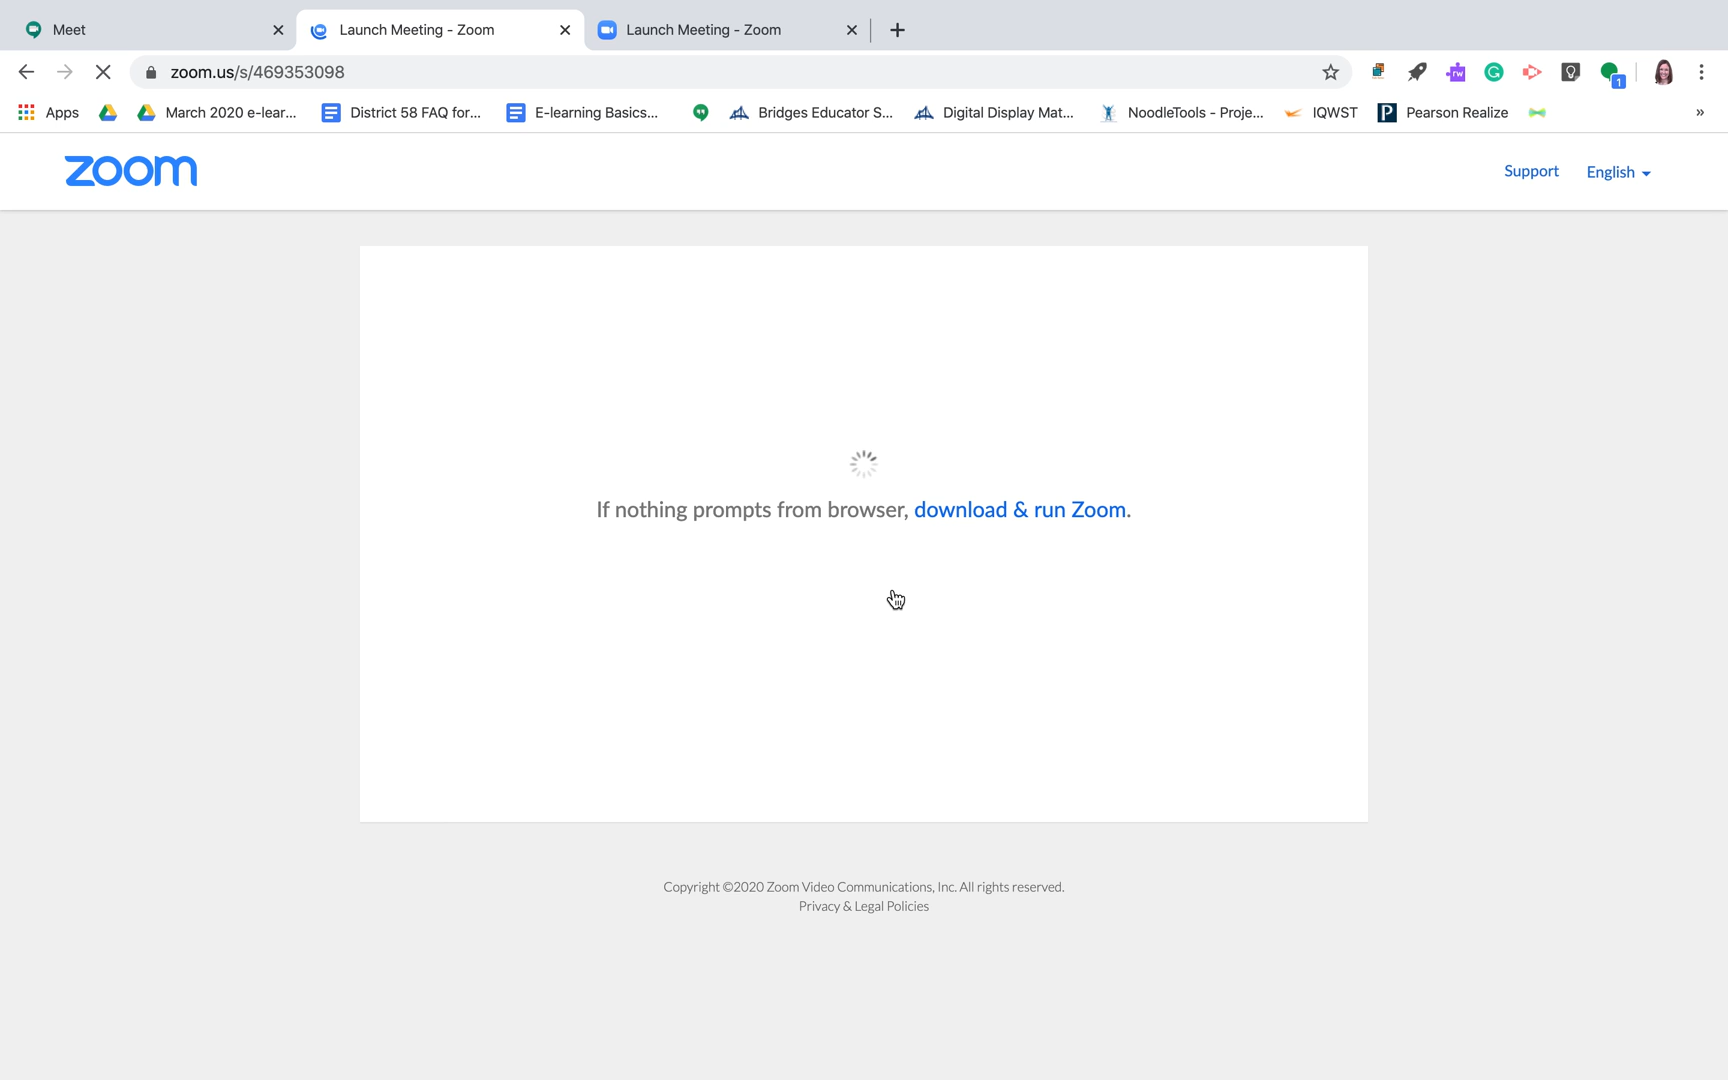 Meet
Launch Meeting - Zoom
Launch Meeting - Zoom
zoom.us/s/469353098
rw
1
Apps
March 2020 e-lear...
District 58 FAQ for...
E-learning Basics...
Bridges Educator S...
Digital Display Mat...
NoodleTools - Proje...
IQWST
P Pearson Realize
»
zoom
Support
English
If nothing prompts from browser, download & run Zoom.
Copyright ©2020 Zoom Video Communications, Inc. All rights reserved.
Privacy & Legal Policies